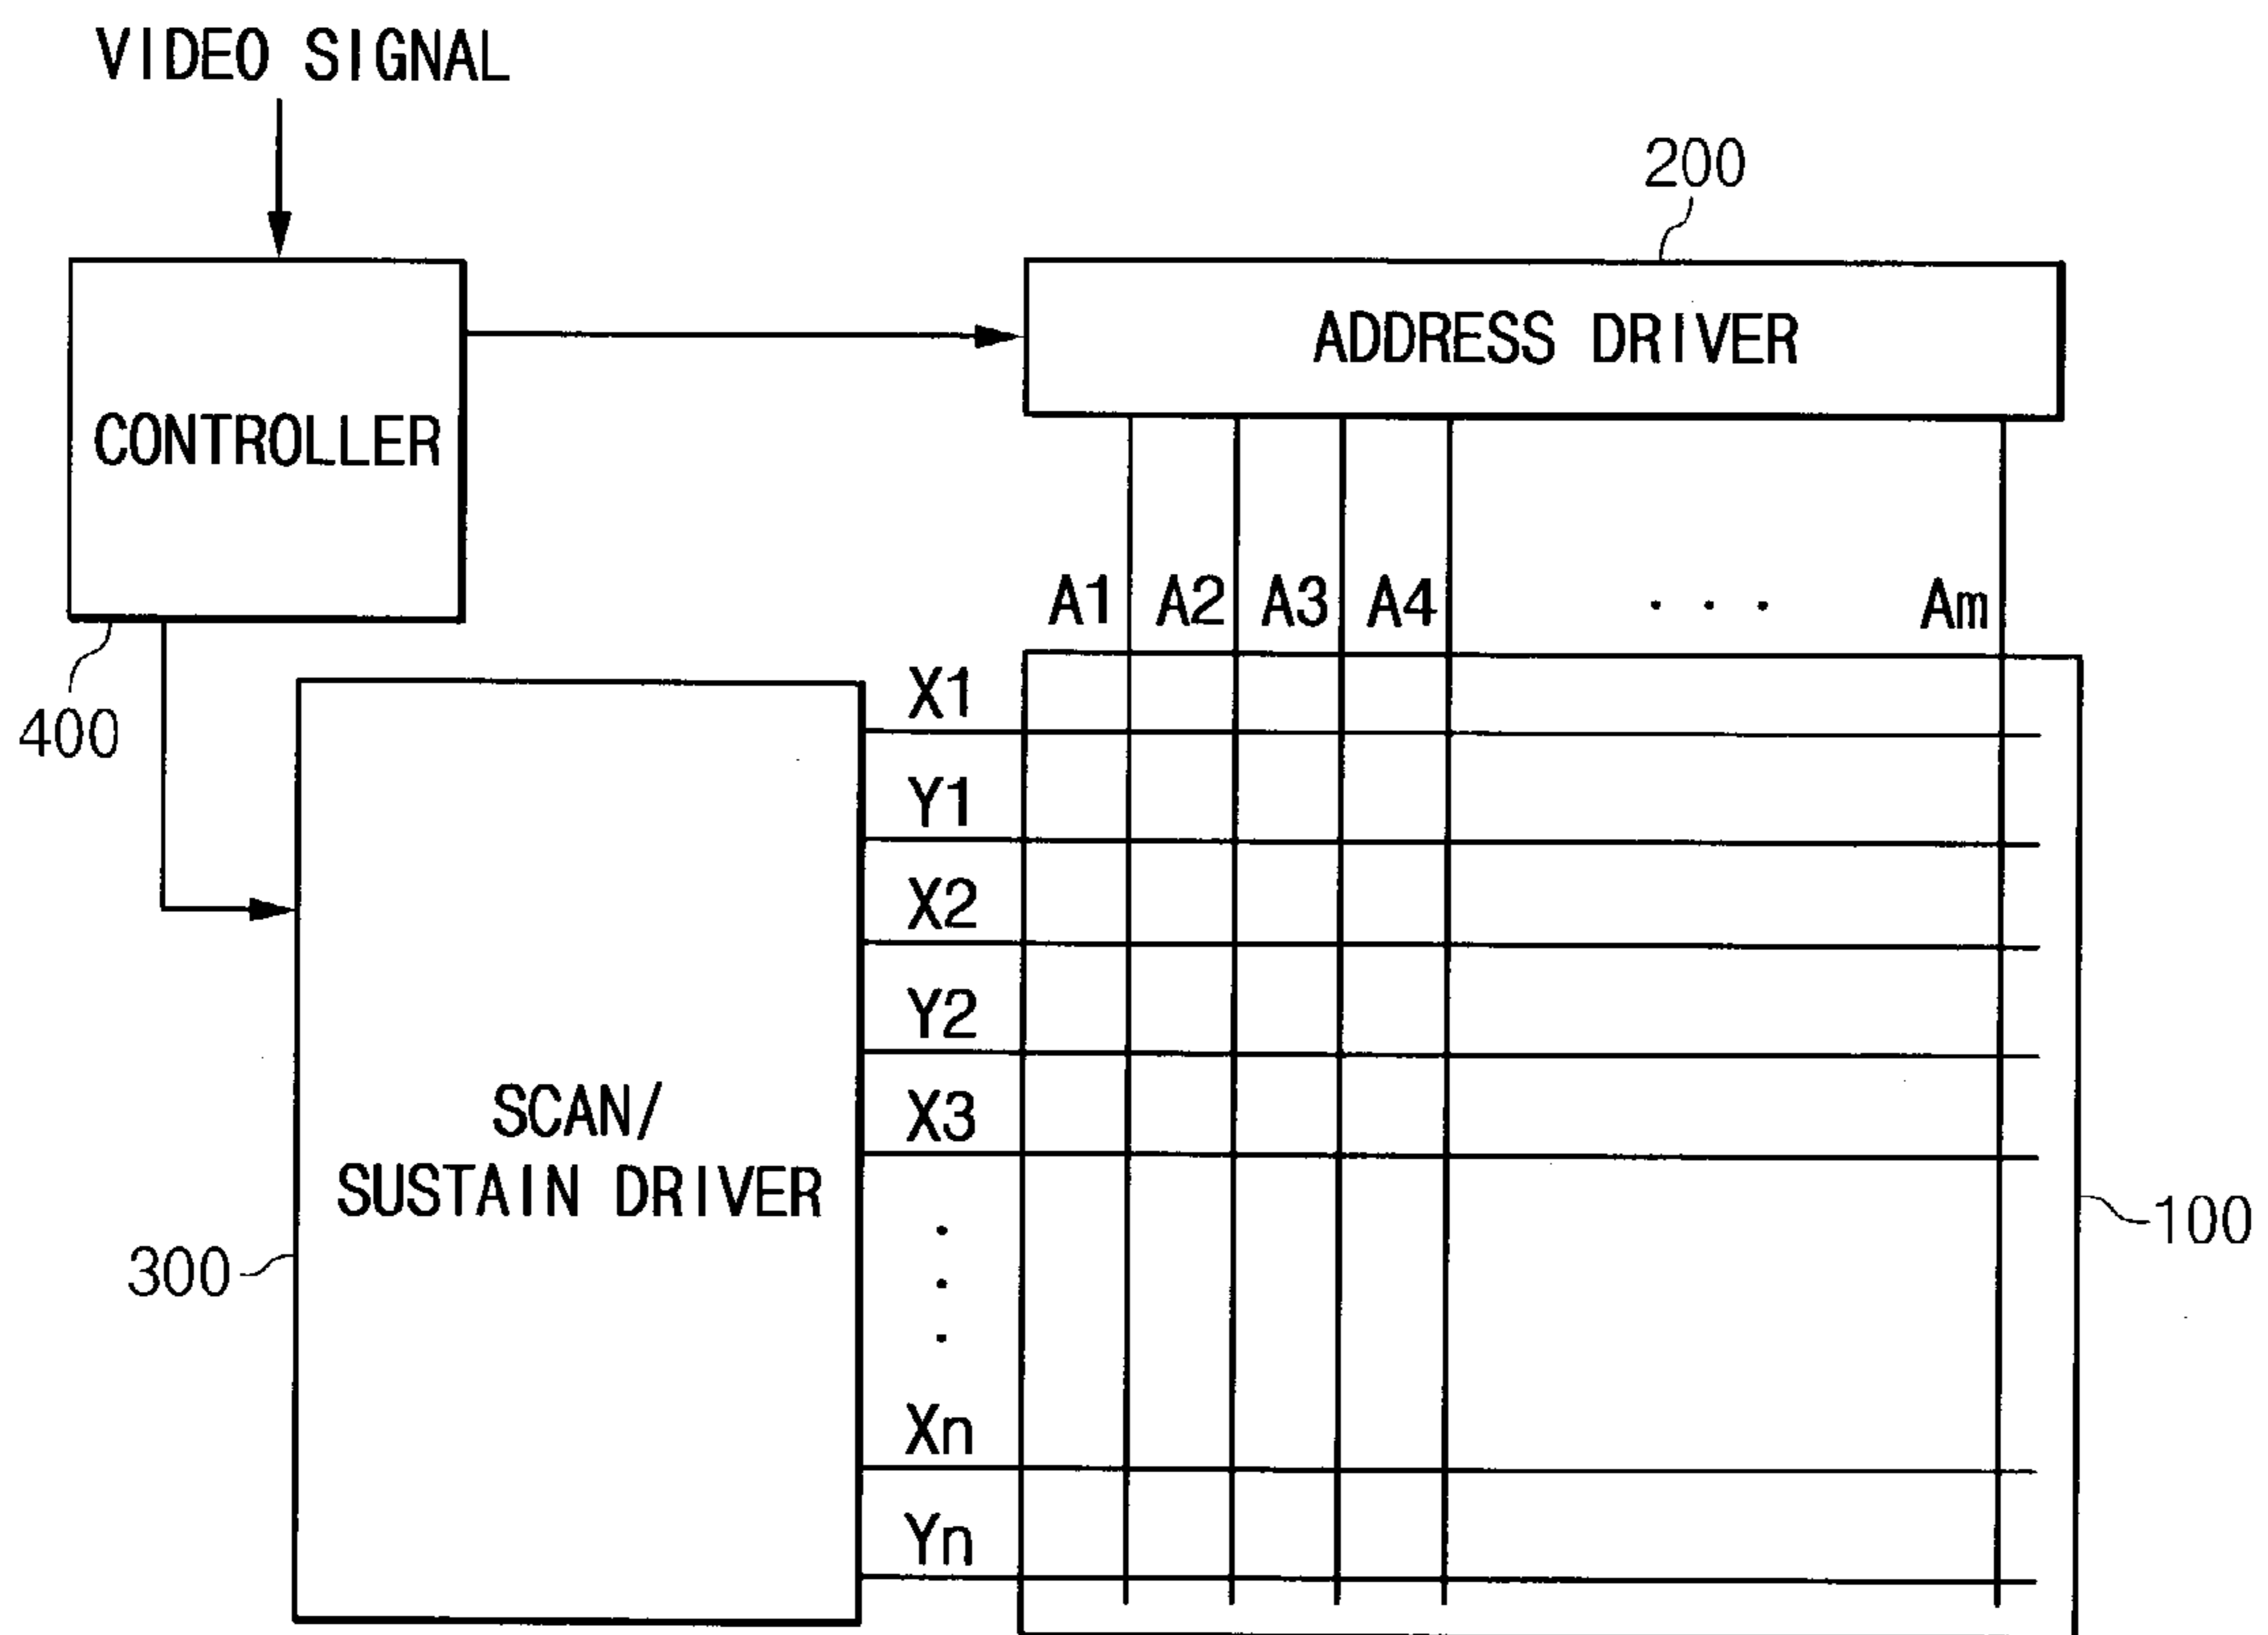 VIDEO SIGNAL
200
ADDRESS DRIVER
CONTROLLER
A1 A2 A3 A4 . . . Am
400
X1
Y1
X2
Y2
X3
SCAN/
SUSTAIN DRIVER
100
300
.
.
.
Xn
Yn